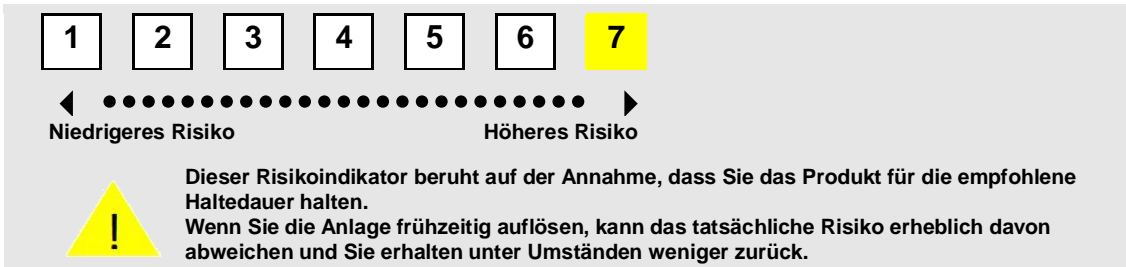 1 2 3 4 5 6 7
Niedrigeres Risiko Höheres Risiko
Dieser Risikoindikator beruht auf der Annahme, dass Sie das Produkt für die empfohlene
Haltedauer halten.
Wenn Sie die Anlage frühzeitig auflösen, kann das tatsächliche Risiko erheblich davon
abweichen und Sie erhalten unter Umständen weniger zurück.
!